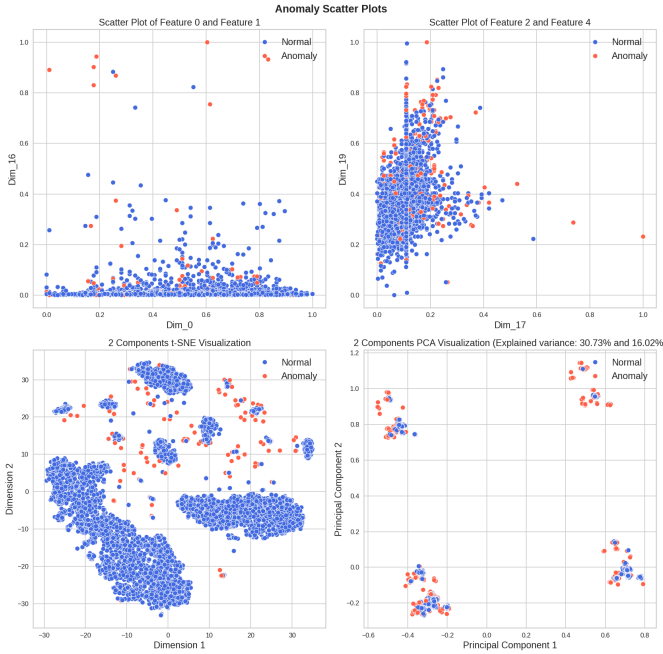 Anomaly Scatter Plots
Scatter Plot of Feature 0 and Feature 1
1.0
0.8
0.6
0.4
0.2
0.0
Dim_16
Normal
Anomaly
0.0 0.2 0.4 0.6 0.8 1.0
Dim_0
Scatter Plot of Feature 2 and Feature 4
1.0
0.8
0.6
0.4
0.2
0.0
Dim_19
Normal
Anomaly
0.0 0.2 0.4 0.6 0.8 1.0
Dim_17
2 Components t-SNE Visualization
30
20
10
0
−10
−20
−30
Dimension 2
Normal
Anomaly
−30 −20 −10 0 10 20 30
Dimension 1
2 Components PCA Visualization (Explained variance: 30.73% and 16.02%
1.2
1.0
0.8
0.6
0.4
0.2
0.0
−0.2
Principal Component 2
Normal
Anomaly
−0.6 −0.4 −0.2 0.0 0.2 0.4 0.6 0.8
Principal Component 1